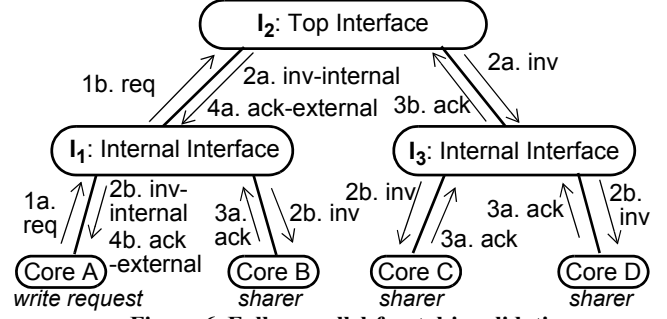 I2: Top Interface
1b. req
2a. inv-internal
4a. ack-external
3b. ack
2a. inv
I1: Internal Interface
I3: Internal Interface
1a.
req
2b. inv-
internal
4b. ack
-external
3a.
ack
2b. inv
2b. inv
3a. ack
3a. ack
2b.
inv
Core A
Core B
Core C
Core D
write request
sharer
sharer
sharer